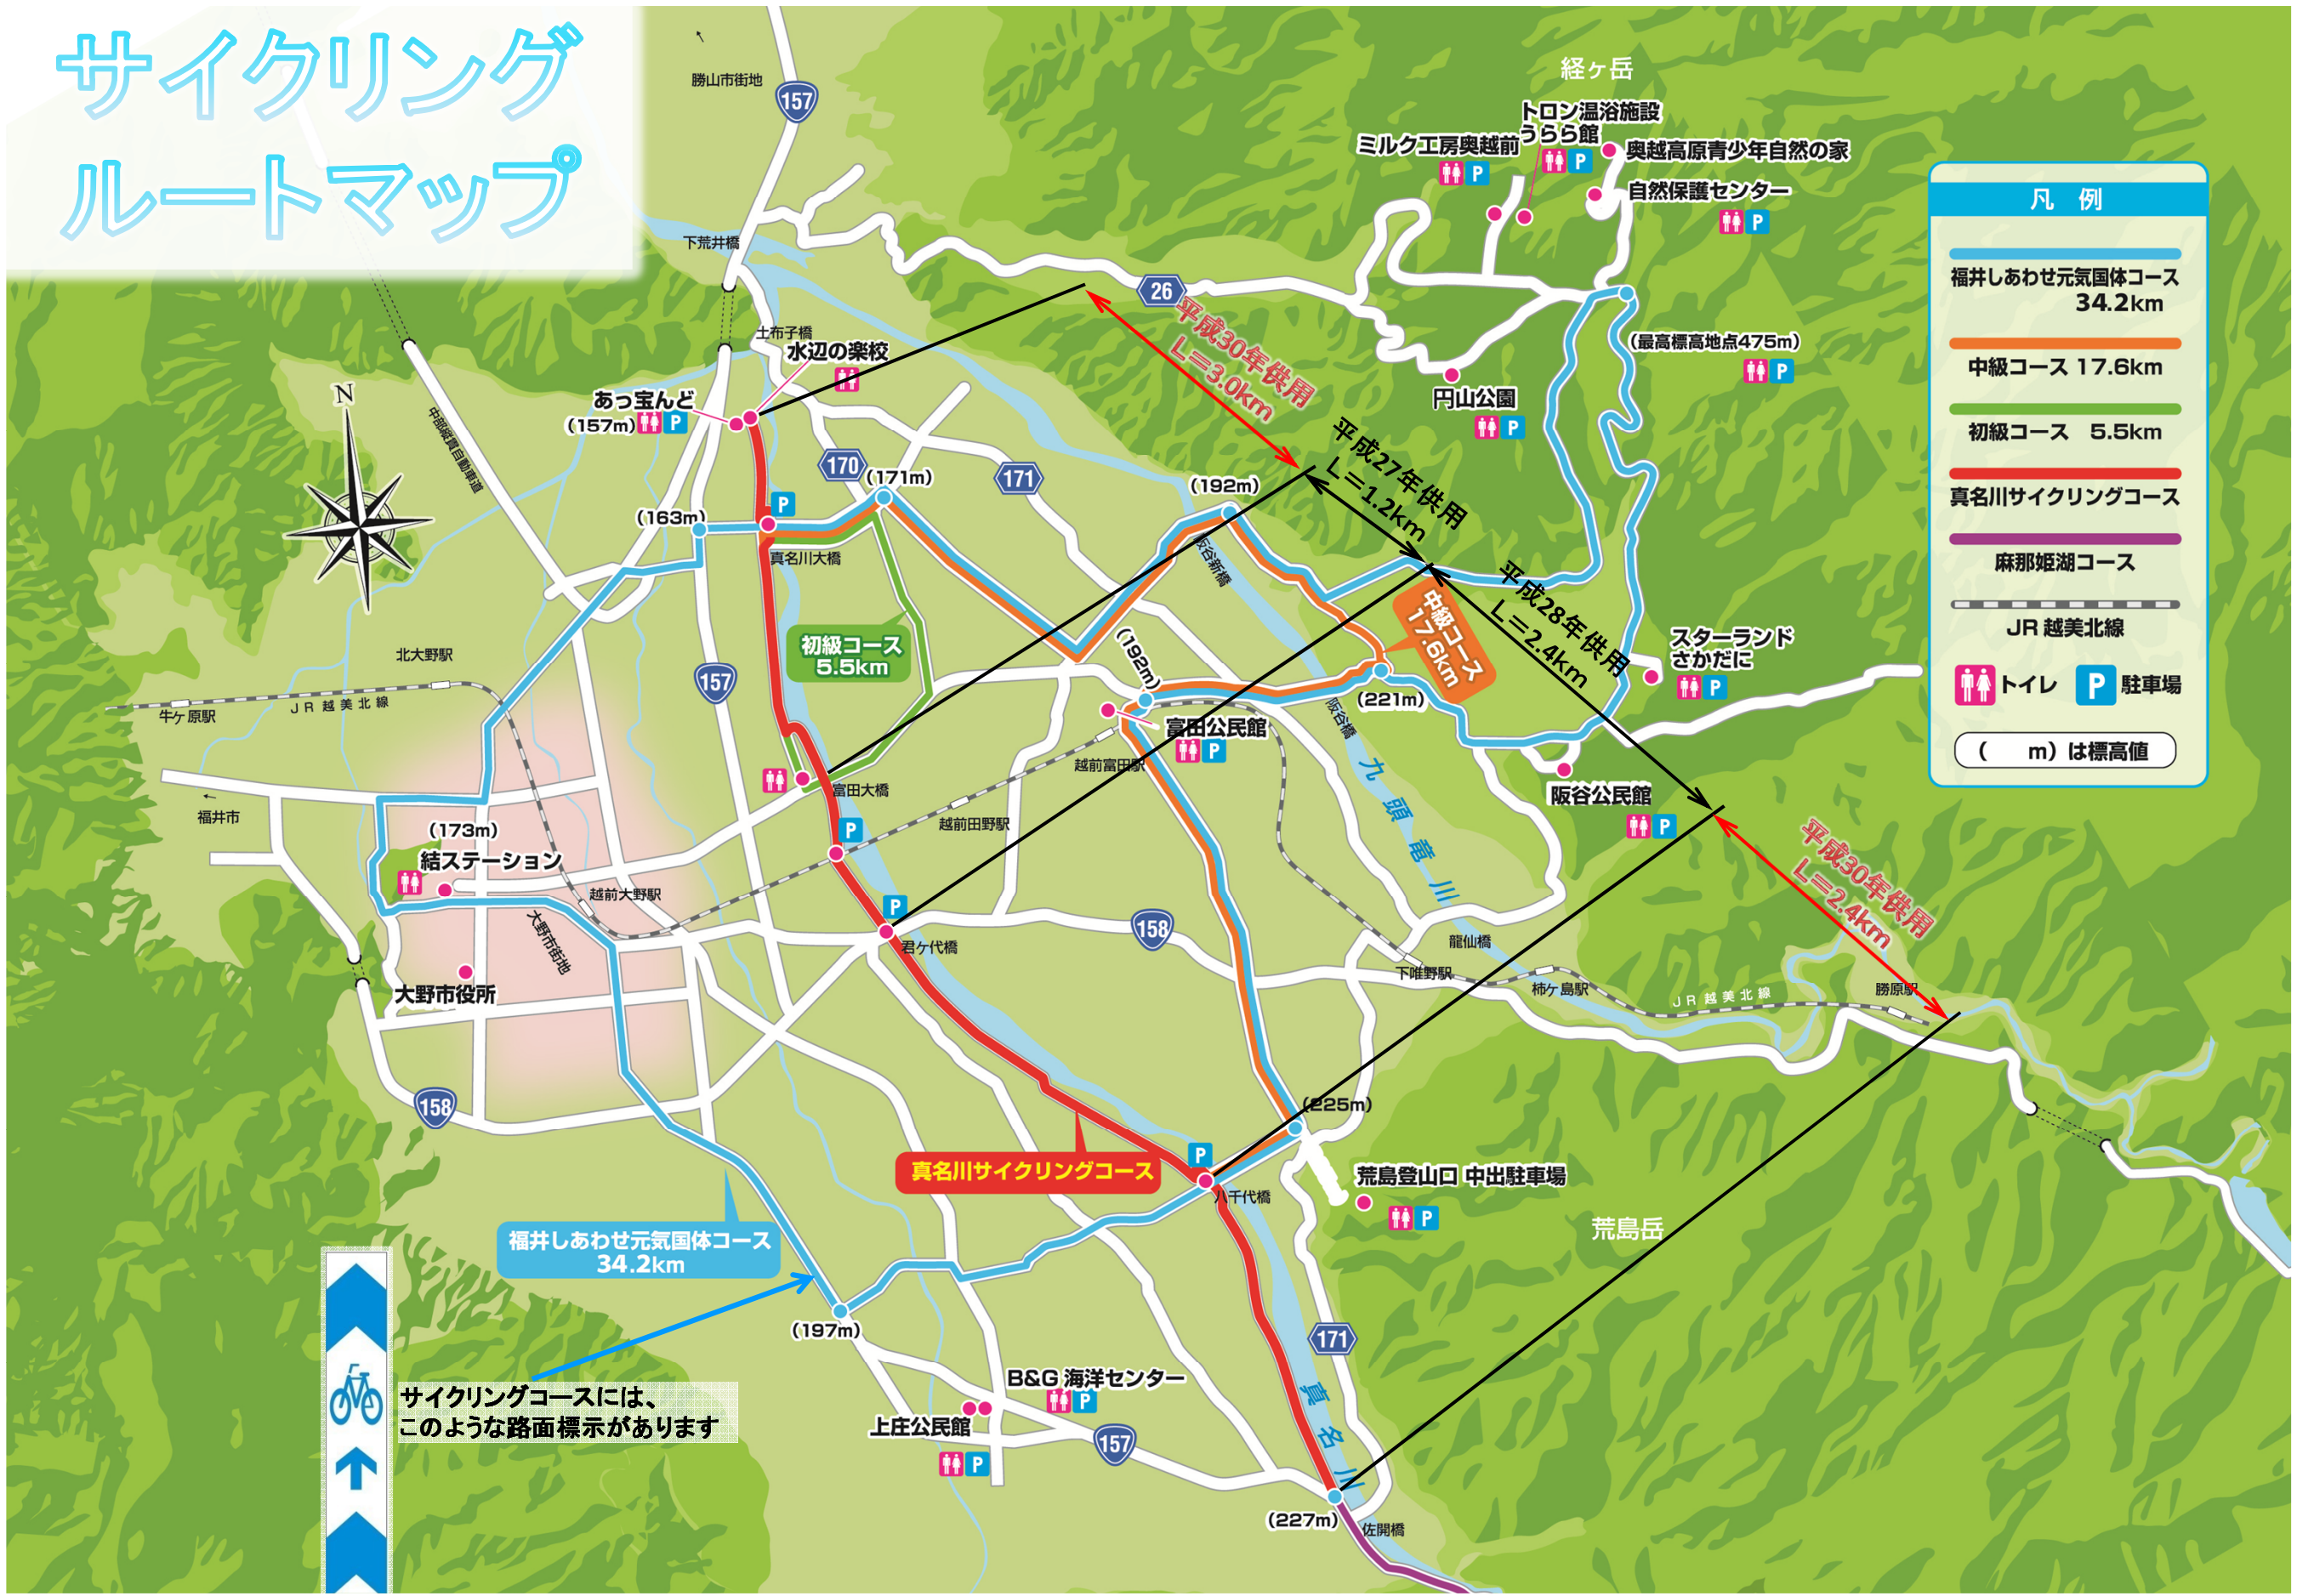 サイクリング
ルートマップ
勝山市街地
157
経ヶ岳
トロン温浴施設
うらら館
ミルク工房奥越前
P
P
奥越高原青少年自然の家
自然保護センター
P
下荒井橋
26
(最高標高地点475m)
P
円山公園
P
凡 例
福井しあわせ元気国体コース
34.2km
中級コース 17.6km
初級コース 5.5km
真名川サイクリングコース
麻那姫湖コース
JR 越美北線
トイレ
P 駐車場
( m)は標高値
土布子橋
水辺の楽校
あっ宝んど
(157m)
P
N
中部縦貫自動車道
平成30年供用
L=3.0km
平成27年供用
L=1.2km
平成28年供用
L=2.4km
平成30年供用
L=2.4km
170
(171m)
171
(192m)
(163m)
P
真名川大橋
阪谷新橋
初級コース
5.5km
中級コース
17.6km
157
(192m)
(221m)
阪谷橋
スターランド
さかだに
P
北大野駅
牛ケ原駅
JR 越美北線
富田公民館
P
越前富田駅
富田大橋
九頭竜川
阪谷公民館
P
福井市
(173m)
結ステーション
P
越前田野駅
越前大野駅
大野市街地
P
君ケ代橋
158
龍仙橋
下唯野駅
柿ケ島駅
JR 越美北線
勝原駅
大野市役所
158
(225m)
P
真名川サイクリングコース
八千代橋
荒島登山口 中出駐車場
P
荒島岳
福井しあわせ元気国体コース
34.2km
(197m)
171
サイクリングコースには、
このような路面標示があります
B&G 海洋センター
P
上庄公民館
P
157
真名川
(227m)
佐開橋